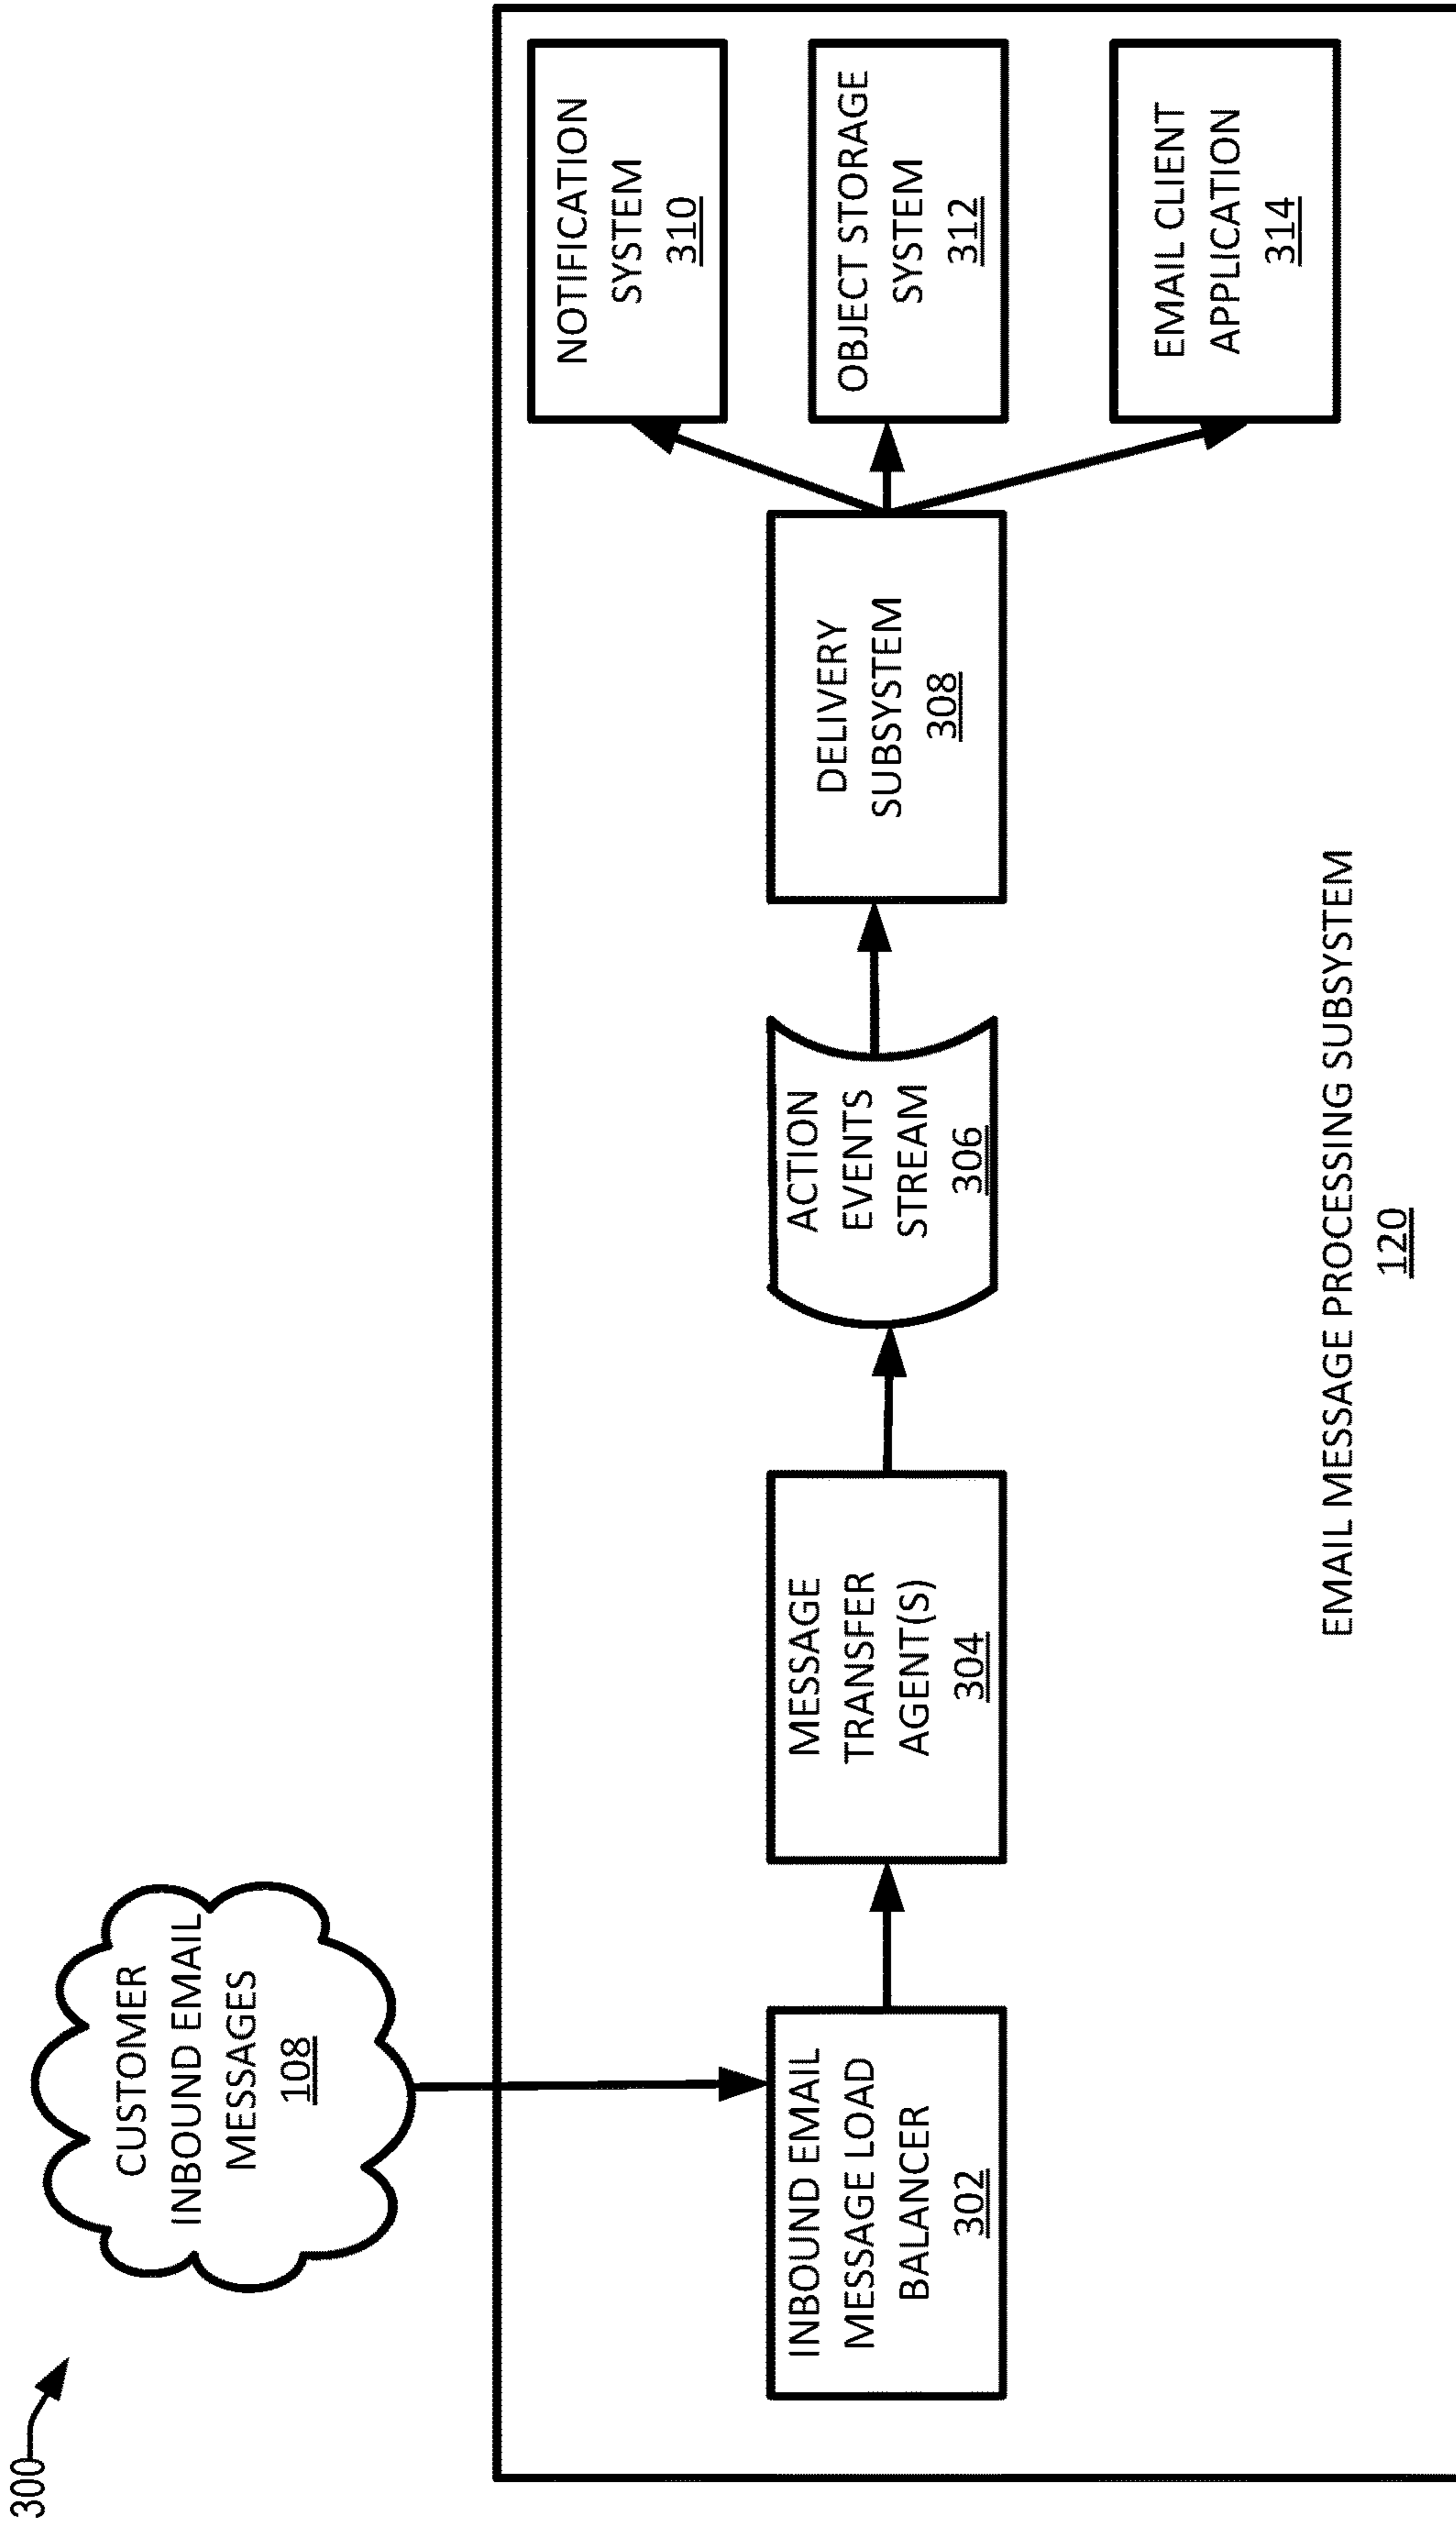 300
CUSTOMER
INBOUND EMAIL
MESSAGES
108
INBOUND EMAIL
MESSAGE LOAD
BALANCER
302
MESSAGE
TRANSFER
AGENT(S)
304
ACTION
EVENTS
STREAM
306
DELIVERY
SUBSYSTEM
308
NOTIFICATION
SYSTEM
310
OBJECT STORAGE
SYSTEM
312
EMAIL CLIENT
APPLICATION
314
EMAIL MESSAGE PROCESSING SUBSYSTEM
120